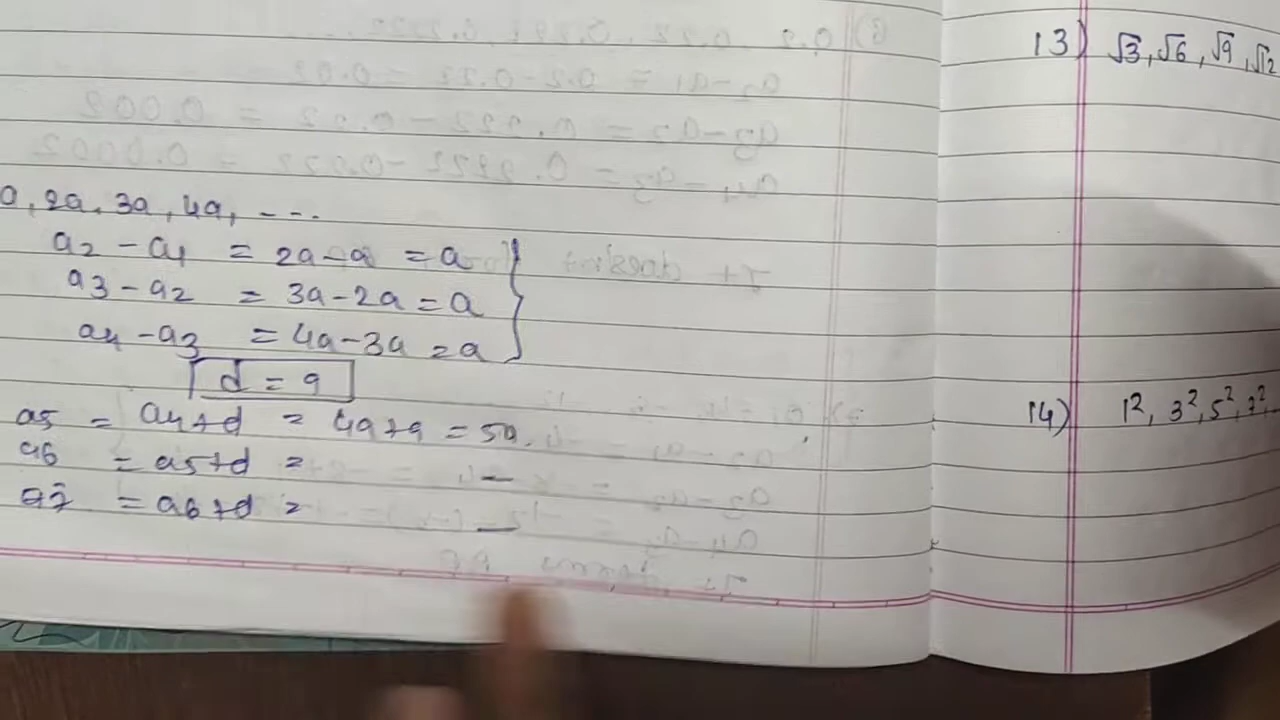 a, 2a, 3a, 4a, ---
a2 - a1 = 2a - a = a
a3 - a2 = 3a - 2a = a
a4 - a3 = 4a - 3a = a
d = a
a5 = a4 + d = 4a + a = 5a.
a6 = a5 + d =
a7 = a6 + d =
13) √3, √6, √9, √12
14) 1², 3², 5², 7²,